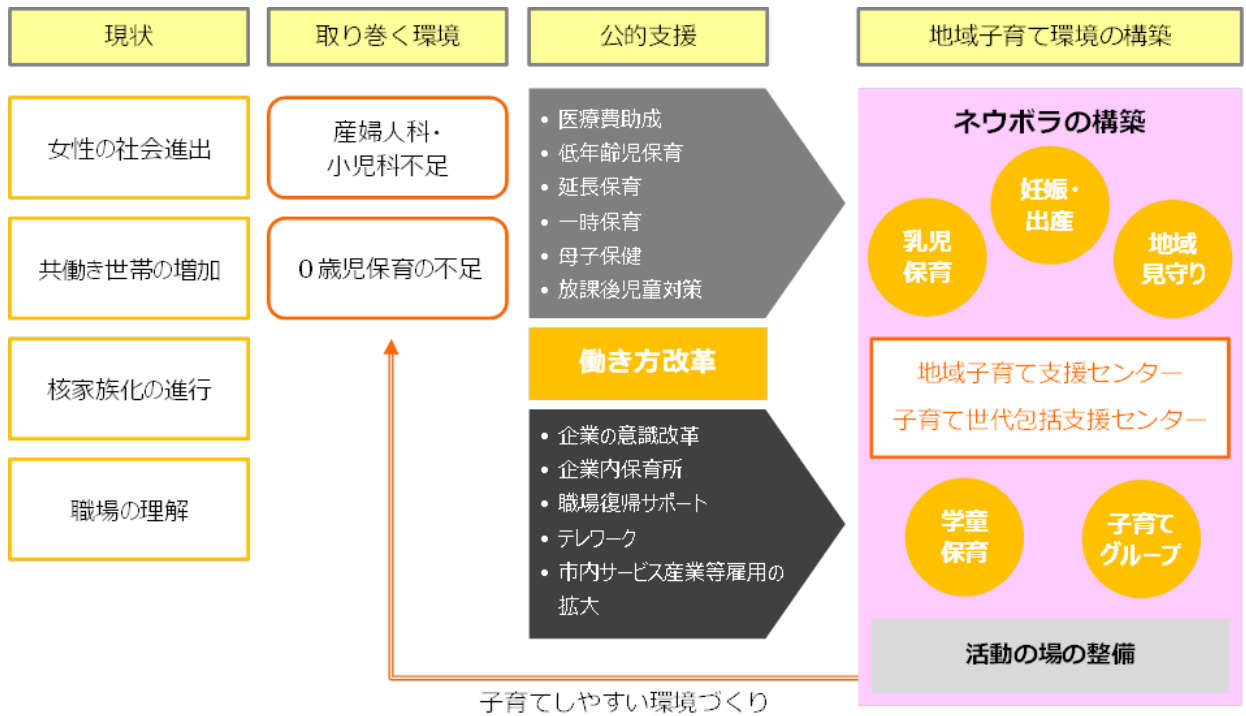 現状
取り巻く環境
公的支援
地域子育て環境の構築
女性の社会進出
共働き世帯の増加
核家族化の進行
職場の理解
産婦人科・
小児科不足
０歳児保育の不足
• 医療費助成
• 低年齢児保育
• 延長保育
• 一時保育
• 母子保健
• 放課後児童対策
働き方改革
• 企業の意識改革
• 企業内保育所
• 職場復帰サポート
• テレワーク
• 市内サービス産業等雇用の
拡大
ネウボラの構築
妊娠・
出産
乳児
保育
地域
見守り
地域子育て支援センター
子育て世代包括支援センター
学童
保育
子育て
グループ
活動の場の整備
子育てしやすい環境づくり